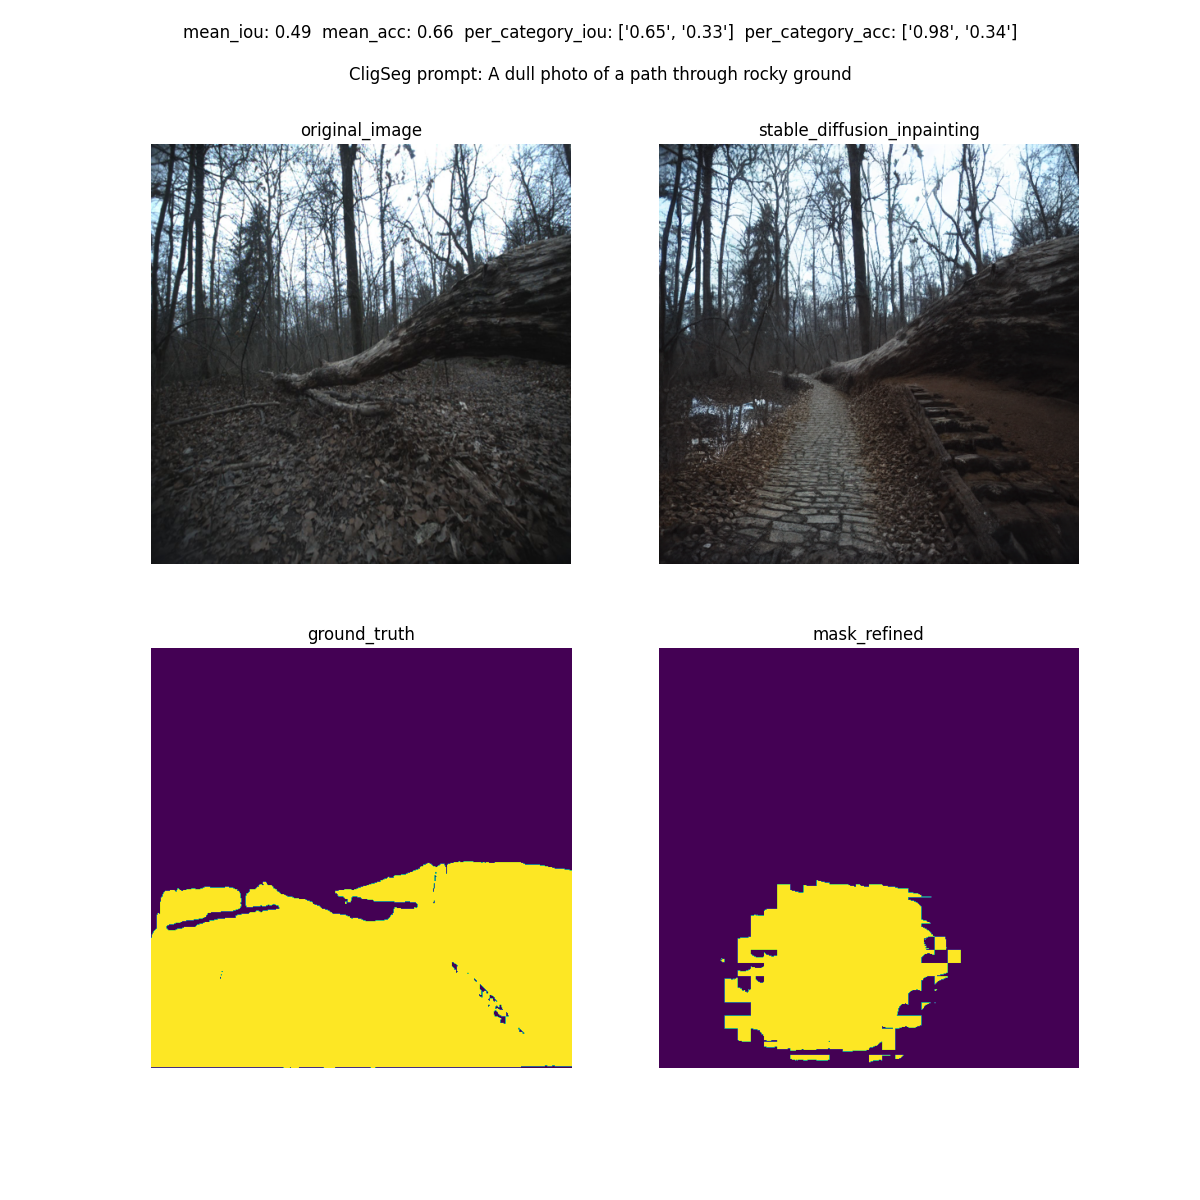 mean_iou: 0.49  mean_acc: 0.66  per_category_iou: ['0.65', '0.33']  per_category_acc: ['0.98', '0.34']
CligSeg prompt: A dull photo of a path through rocky ground
original_image
stable_diffusion_inpainting
ground_truth
mask_refined